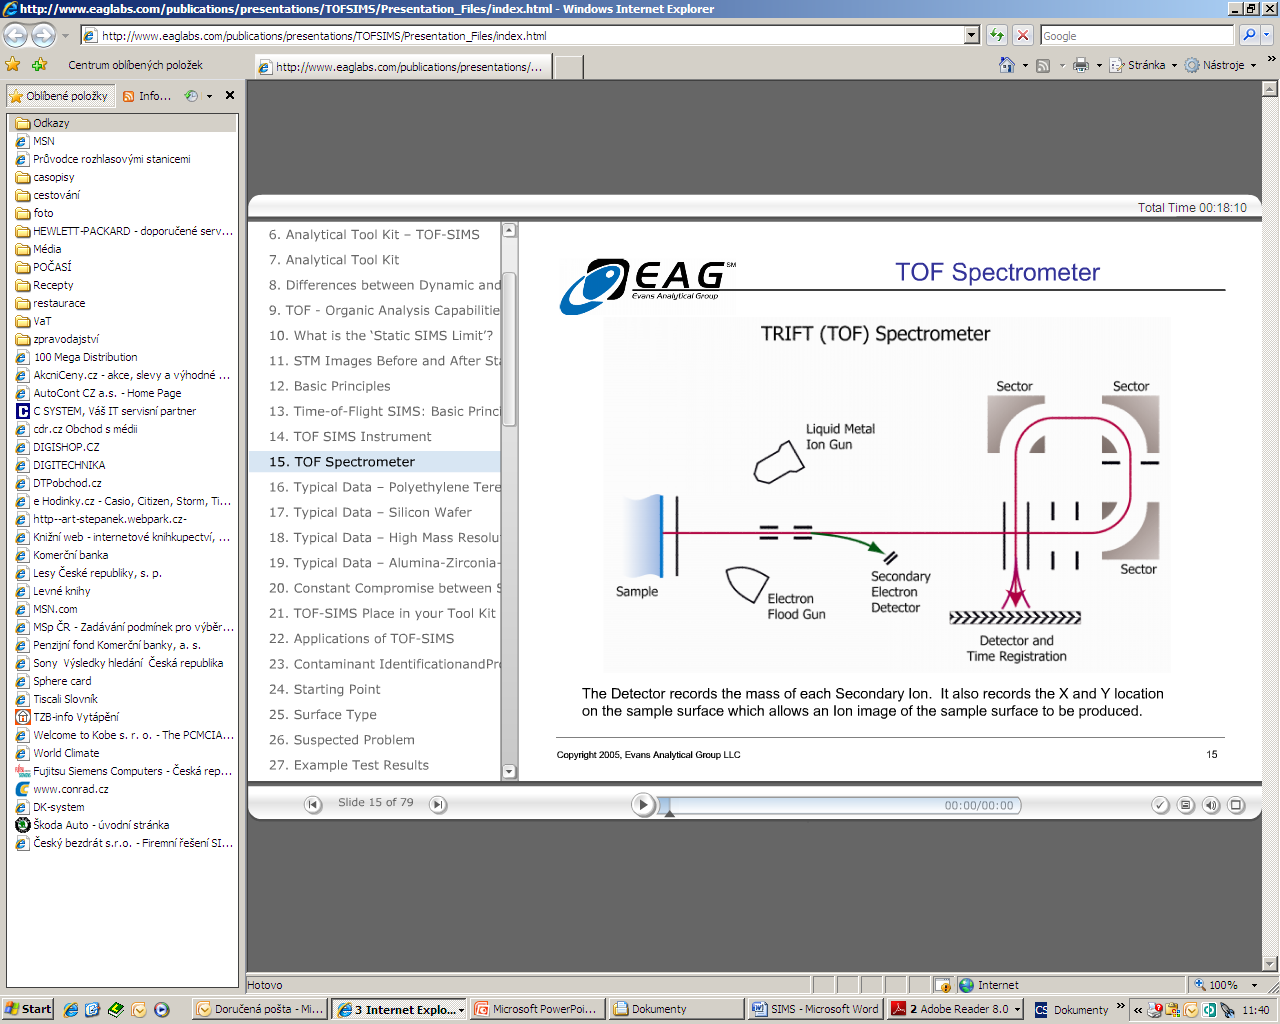 http://www.eaglabs.com/publications/presentations/TOFSIMS/Presentation_Files/index.html - Windows Internet Explorer
http://www.eaglabs.com/publications/presentations/TOFSIMS/Presentation_Files/index.html
Google
Centrum oblíbených položek
http://www.eaglabs.com/publications/presentations/...
Stránka
Nástroje
Oblíbené položky
Info...
Odkazy
MSN
Průvodce rozhlasovými stanicemi
casopisy
cestování
foto
HEWLETT-PACKARD - doporučené serv...
Média
POČASÍ
Recepty
restaurace
VaT
zpravodajství
100 Mega Distribution
AkcniCeny.cz - akce, slevy a výhodné ...
AutoCont CZ a.s. - Home Page
C SYSTEM, Váš IT servisní partner
cdr.cz Obchod s médii
DIGISHOP.CZ
DIGITECHNIKA
DTPobchod.cz
e Hodinky.cz - Casio, Citizen, Storm, Ti...
http--art-stepanek.webpark.cz-
Knižní web - internetové knihkupectví, ...
Komerční banka
Lesy České republiky, s. p.
Levné knihy
MSN.com
MSp ČR - Zadávání podmínek pro výběr...
Penzijní fond Komerční banky, a. s.
Sony  Výsledky hledání  Česká republika
Sphere card
Tiscali Slovník
TZB-info Vytápění
Welcome to Kobe s. r. o. - The PCMCIA...
World Climate
Fujitsu Siemens Computers - Česká rep...
www.conrad.cz
DK-system
Škoda Auto - úvodní stránka
Český bezdrát s.r.o. - Firemní řešení SI...
Total Time 00:18:10
6. Analytical Tool Kit – TOF-SIMS
7. Analytical Tool Kit
8. Differences between Dynamic and
9. TOF - Organic Analysis Capabilitie
10. What is the ‘Static SIMS Limit’?
11. STM Images Before and After Sta
12. Basic Principles
13. Time-of-Flight SIMS: Basic Princi
14. TOF SIMS Instrument
15. TOF Spectrometer
16. Typical Data – Polyethylene Tere
17. Typical Data – Silicon Wafer
18. Typical Data – High Mass Resolu
19. Typical Data – Alumina-Zirconia-
20. Constant Compromise between S
21. TOF-SIMS Place in your Tool Kit
22. Applications of TOF-SIMS
23. Contaminant IdentificationandPro
24. Starting Point
25. Surface Type
26. Suspected Problem
27. Example Test Results
EAG SM
Evans Analytical Group
TOF Spectrometer
TRIFT (TOF) Spectrometer
Sector
Sector
Liquid Metal
Ion Gun
Sample
Electron
Flood Gun
Secondary
Electron
Detector
Sector
Detector and
Time Registration
The Detector records the mass of each Secondary Ion.  It also records the X and Y location
on the sample surface which allows an Ion image of the sample surface to be produced.
Copyright 2005, Evans Analytical Group LLC
15
Slide 15 of 79
00:00/00:00
Hotovo
Internet
100%
Start
Doručená pošta - Mi...
3 Internet Explo...
Microsoft PowerPoi...
Dokumenty
SIMS - Microsoft Word
2 Adobe Reader 8.0
CS
Dokumenty
11:40